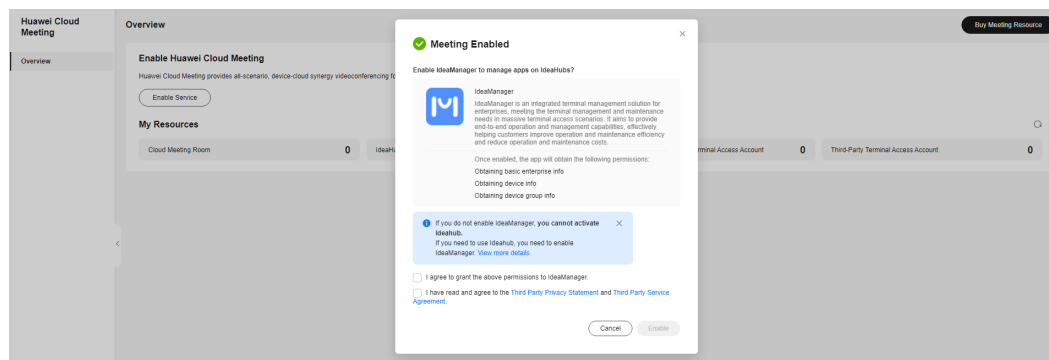 Huawei Cloud
Meeting
Overview
Overview
Buy Meeting Resource
Enable Huawei Cloud Meeting
Huawei Cloud Meeting provides all-scenario, device-cloud synergy videoconferencing
Enable Service
My Resources
Cloud Meeting Room 0
Terminal Access Account 0
Third-Party Terminal Access Account 0
Meeting Enabled
Enable IdeaManager to manage apps on IdeaHubs?
IdeaManager
IdeaManager is an integrated terminal management solution for
enterprises, meeting the terminal management and maintenance
needs in massive terminal access scenarios. It aims to provide
end-to-end operation and management capabilities, effectively
helping customers improve operation and maintenance efficiency
and reduce operation and maintenance costs.
Once enabled, the app will obtain the following permissions:
Obtaining basic enterprise info
Obtaining device info
Obtaining device group info
If you do not enable IdeaManager, you cannot activate
Ideahub.
If you need to use Ideahub, you need to enable
IdeaManager. View more details
I agree to grant the above permissions to IdeaManager.
I have read and agree to the Third Party Privacy Statement and Third Party Service
Agreement.
Cancel
Enable